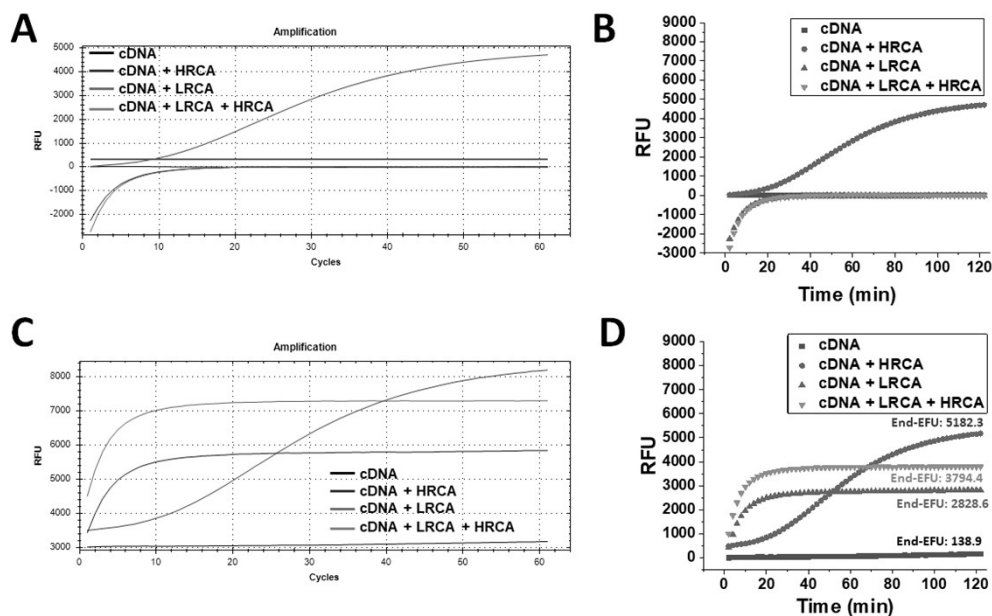 A
Amplification
5000
4000
3000
2000
1000
0
-1000
-2000
RFU
cDNA
cDNA + HRCA
cDNA + LRCA
cDNA + LRCA + HRCA
0 10 20 30 40 50 60
Cycles
B
9000
8000
7000
6000
5000
4000
3000
2000
1000
0
-1000
-2000
-3000
RFU
cDNA
cDNA + HRCA
cDNA + LRCA
cDNA + LRCA + HRCA
0 20 40 60 80 100 120
Time (min)
C
Amplification
8000
7000
6000
5000
4000
3000
RFU
cDNA
cDNA + HRCA
cDNA + LRCA
cDNA + LRCA + HRCA
0 10 20 30 40 50 60
Cycles
D
9000
8000
7000
6000
5000
4000
3000
2000
1000
0
RFU
cDNA
cDNA + HRCA
cDNA + LRCA
cDNA + LRCA + HRCA
End-EFU: 5182.3
End-EFU: 3794.4
End-EFU: 2828.6
End-EFU: 138.9
0 20 40 60 80 100 120
Time (min)